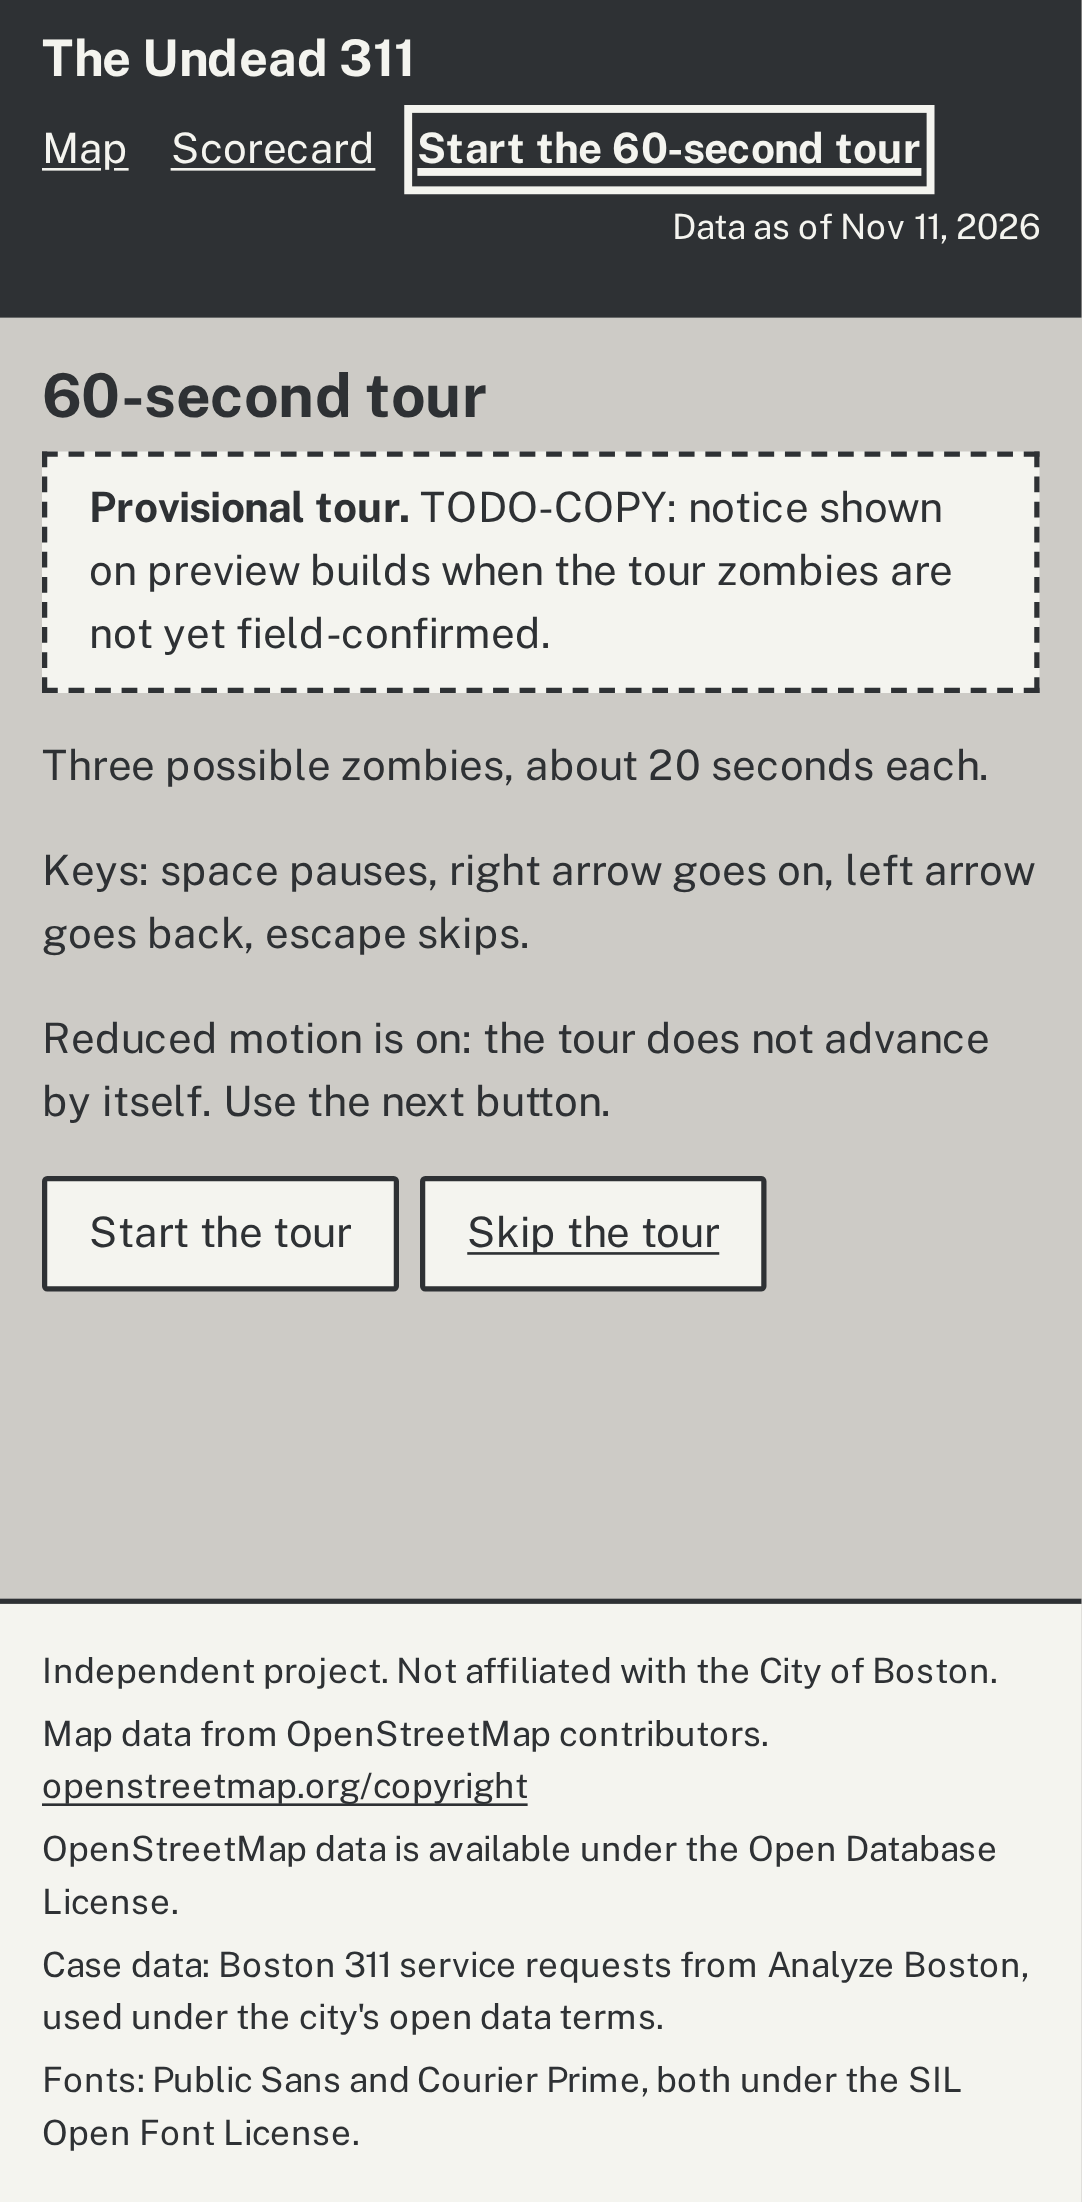 The Undead 311
Map Scorecard Start the 60-second tour
Data as of Nov 11, 2026
60-second tour
Provisional tour. TODO-COPY: notice shown
on preview builds when the tour zombies are
not yet field-confirmed.
Three possible zombies, about 20 seconds each.
Keys: space pauses, right arrow goes on, left arrow
goes back, escape skips.
Reduced motion is on: the tour does not advance
by itself. Use the next button.
Start the tour Skip the tour
Independent project. Not affiliated with the City of Boston.
Map data from OpenStreetMap contributors.
openstreetmap.org/copyright
OpenStreetMap data is available under the Open Database
License.
Case data: Boston 311 service requests from Analyze Boston,
used under the city's open data terms.
Fonts: Public Sans and Courier Prime, both under the SIL
Open Font License.